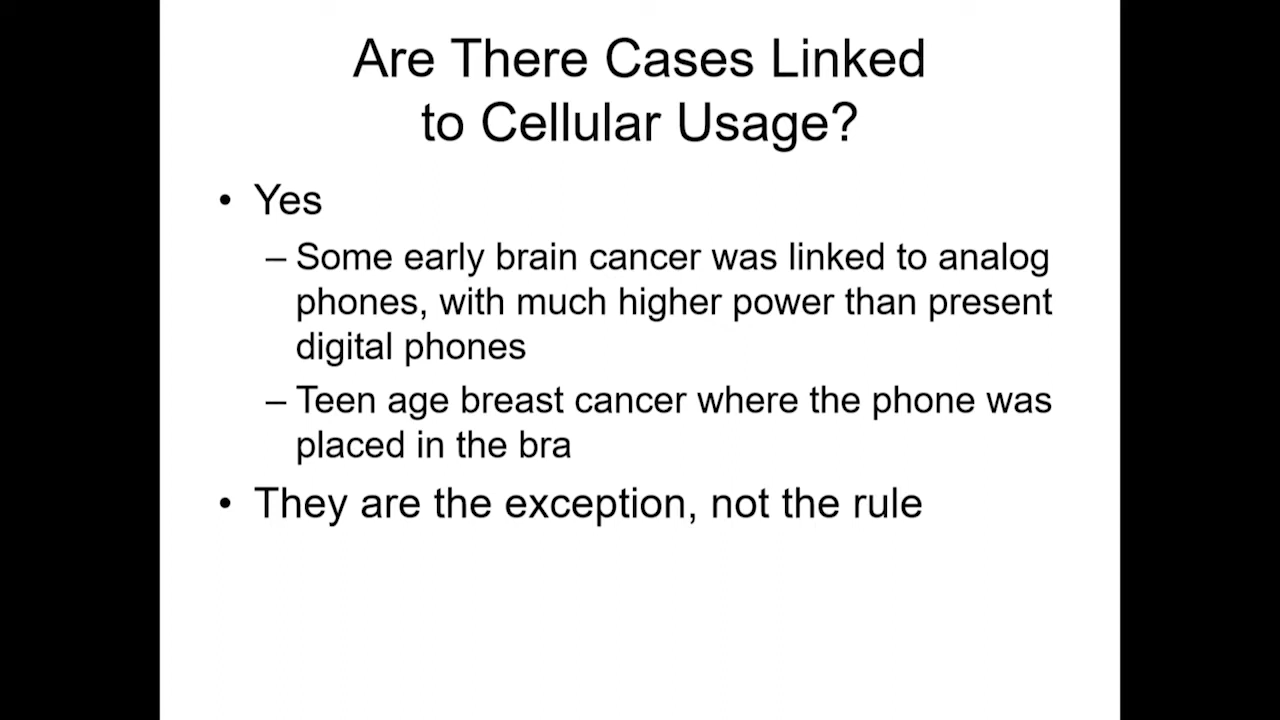 Are There Cases Linked
to Cellular Usage?
• Yes
– Some early brain cancer was linked to analog
phones, with much higher power than present
digital phones
– Teen age breast cancer where the phone was
placed in the bra
• They are the exception, not the rule